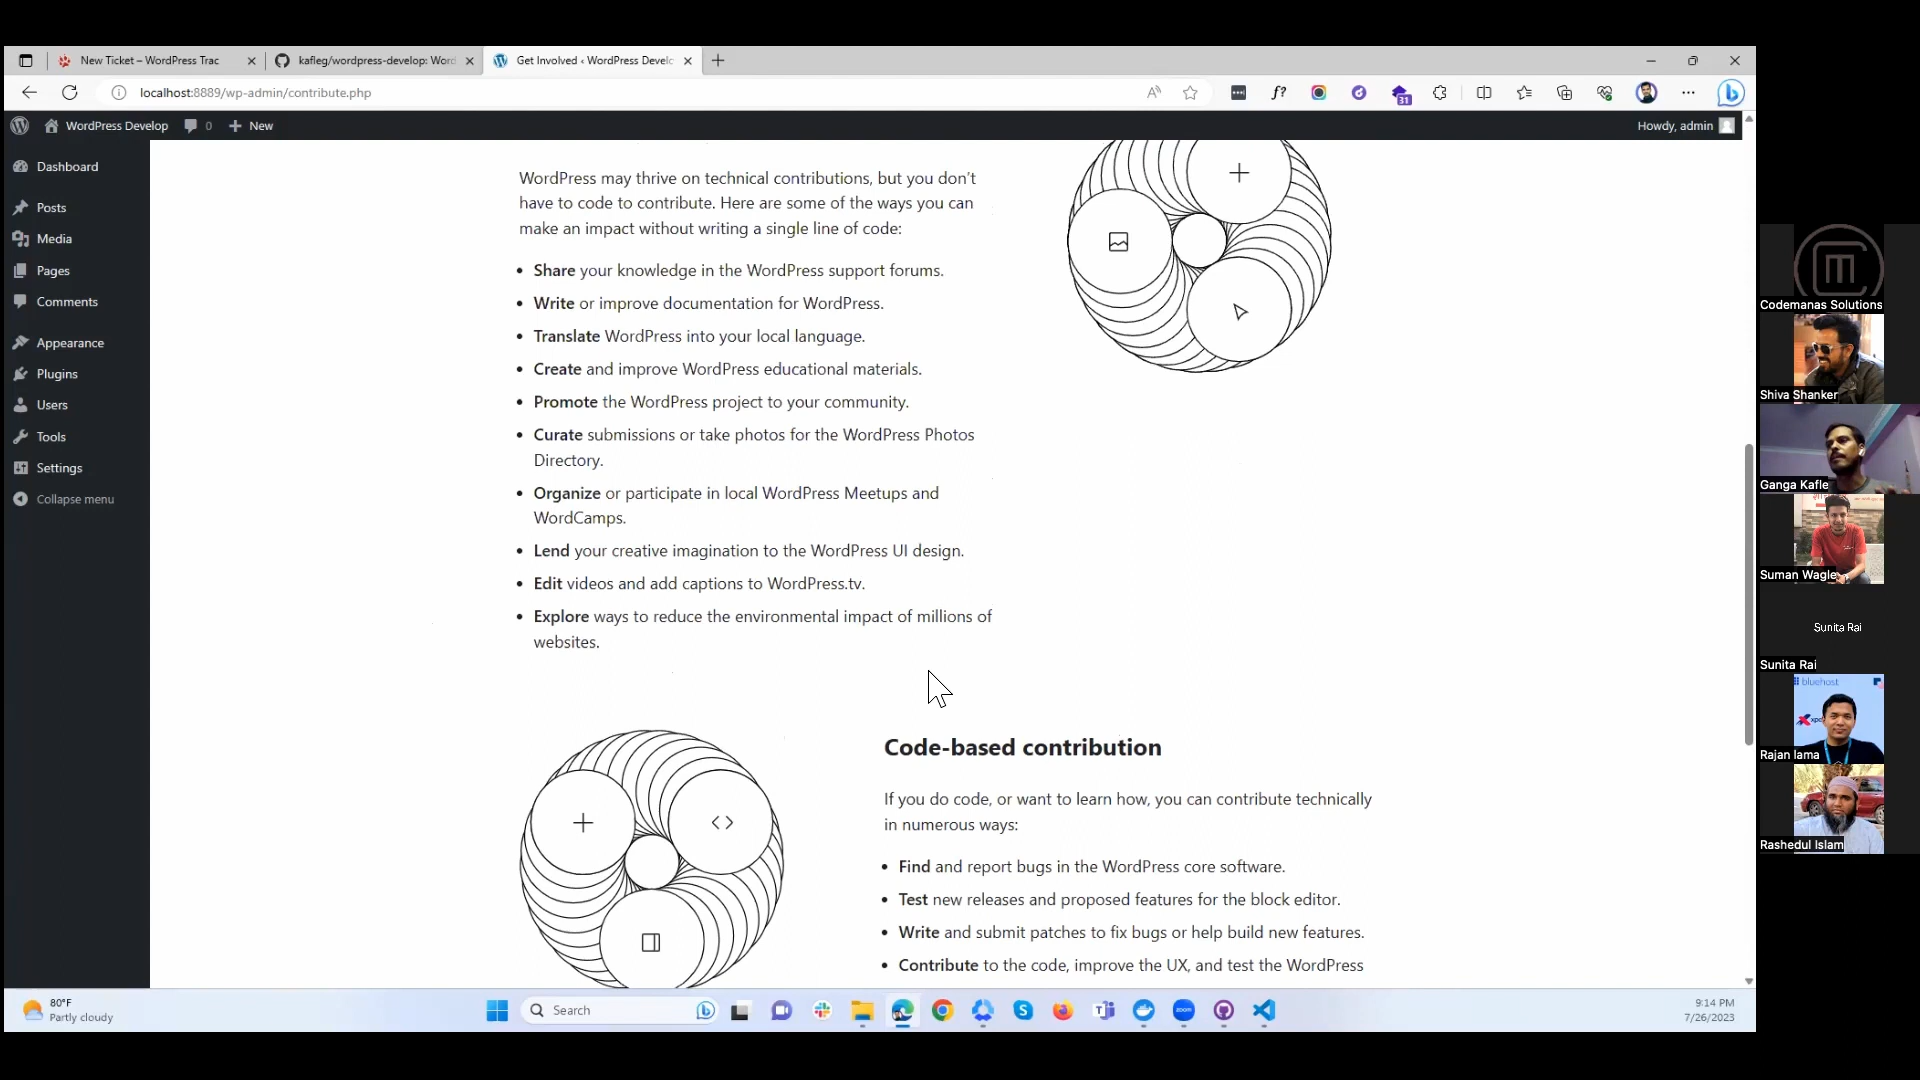 New Ticket – WordPress Trac
kafleg/wordpress-develop: Word
Get Involved ‹ WordPress Develo
localhost:8889/wp-admin/contribute.php
31
WordPress Develop
0
New
Howdy, admin
Dashboard
Posts
Media
Pages
Comments
Appearance
Plugins
Users
Tools
Settings
Collapse menu
WordPress may thrive on technical contributions, but you don't
have to code to contribute. Here are some of the ways you can
make an impact without writing a single line of code:
• Share your knowledge in the WordPress support forums.
• Write or improve documentation for WordPress.
• Translate WordPress into your local language.
• Create and improve WordPress educational materials.
• Promote the WordPress project to your community.
• Curate submissions or take photos for the WordPress Photos
Directory.
• Organize or participate in local WordPress Meetups and
WordCamps.
• Lend your creative imagination to the WordPress UI design.
• Edit videos and add captions to WordPress.tv.
• Explore ways to reduce the environmental impact of millions of
websites.
Code-based contribution
If you do code, or want to learn how, you can contribute technically
in numerous ways:
• Find and report bugs in the WordPress core software.
• Test new releases and proposed features for the block editor.
• Write and submit patches to fix bugs or help build new features.
• Contribute to the code, improve the UX, and test the WordPress
80°F
Partly cloudy
Search
zoom
9:14 PM
7/26/2023
Codemanas Solutions
Shiva Shanker
Ganga Kafle
Suman Wagle
Sunita Rai
Sunita Rai
bluehost
Rajan lama
Rashedul Islam